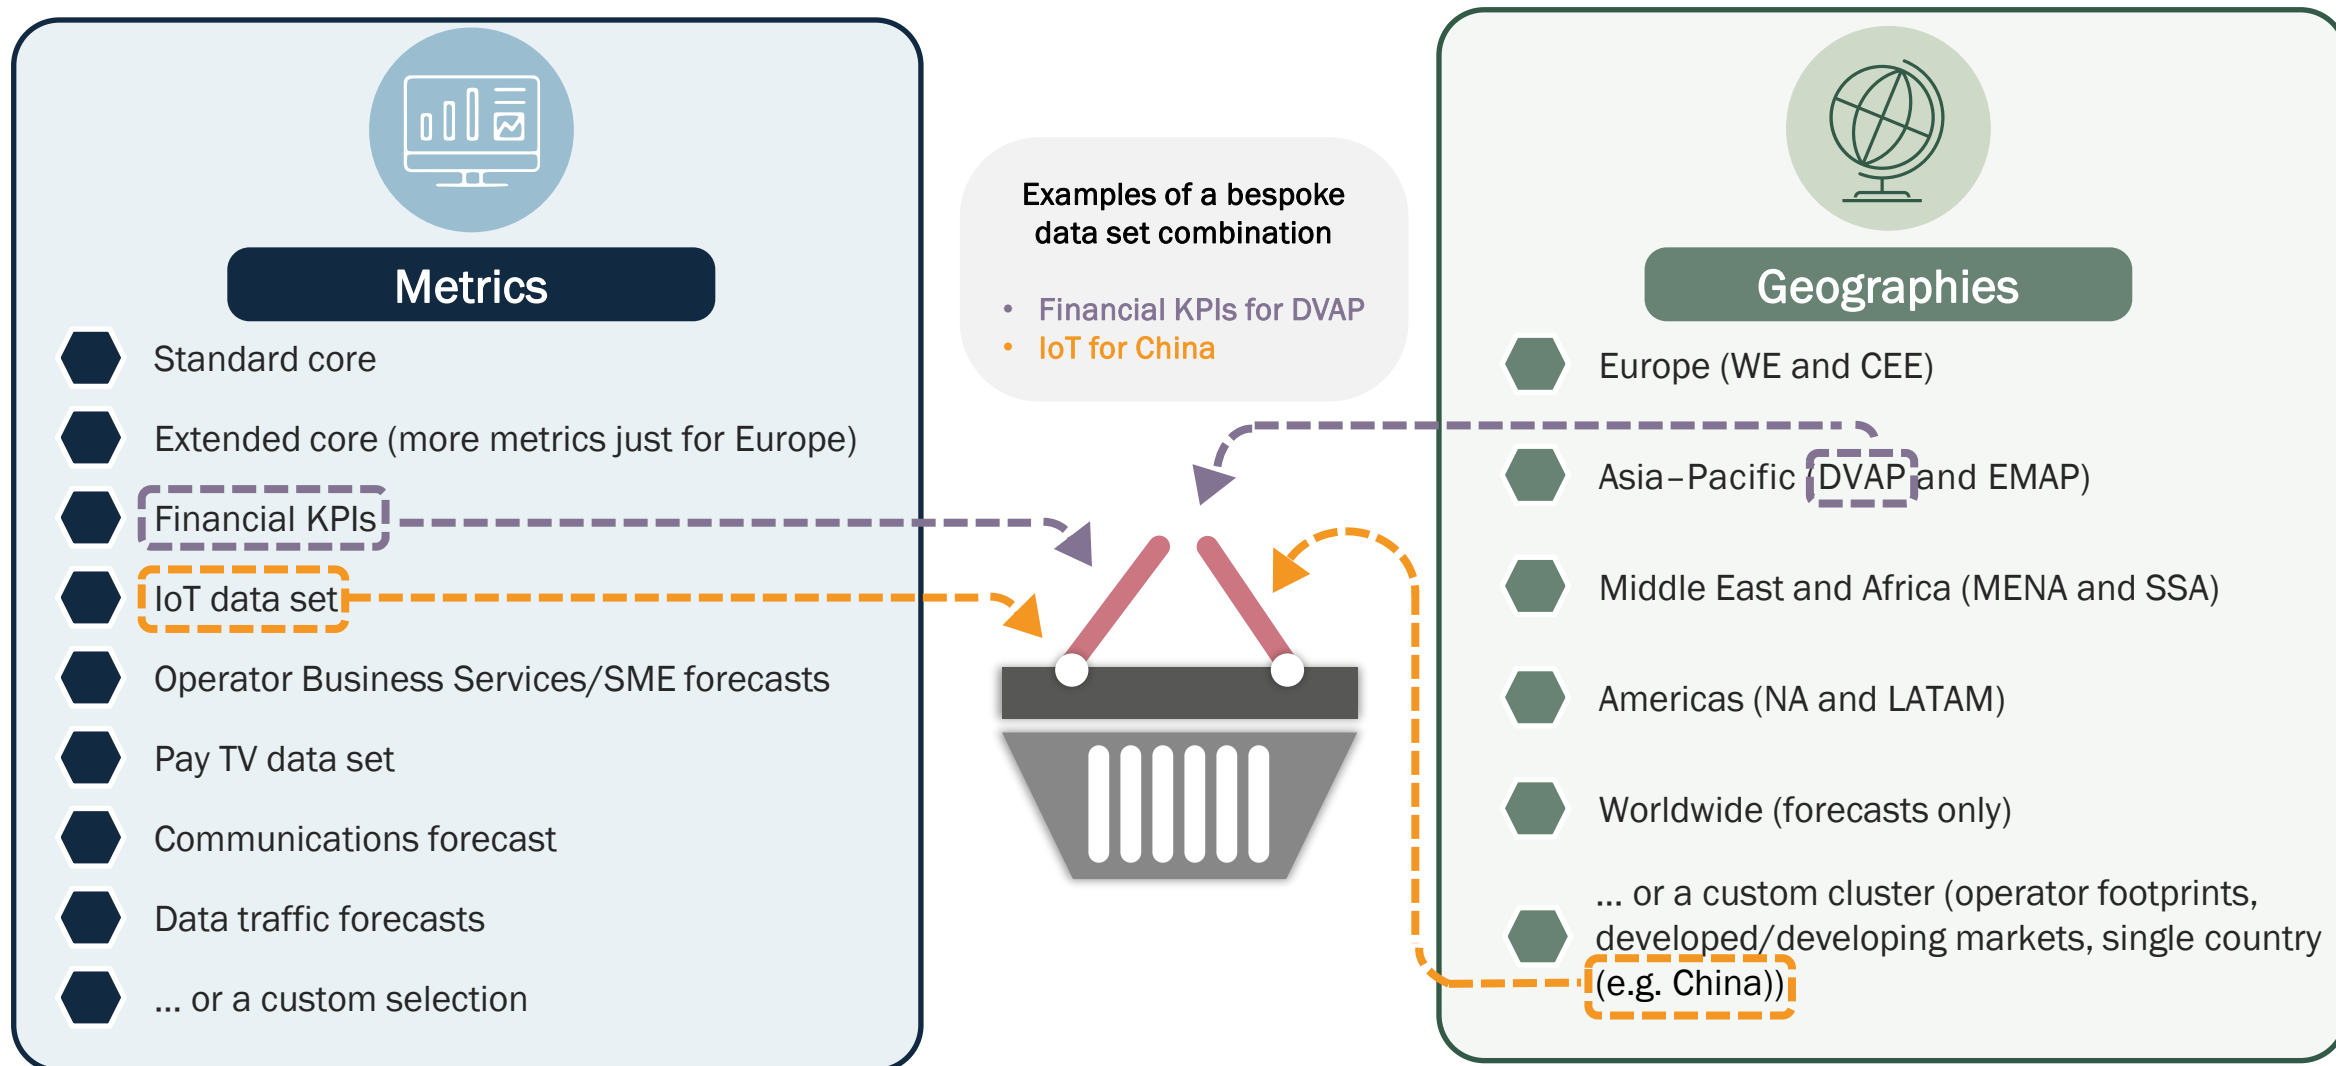 Metrics
Standard core
Extended core (more metrics just for Europe)
Financial KPIs
IoT data set
Operator Business Services/SME forecasts
Pay TV data set
Communications forecast
Data traffic forecasts
... or a custom selection
Examples of a bespoke
data set combination
• Financial KPIs for DVAP
• IoT for China
Geographies
Europe (WE and CEE)
Asia–Pacific (DVAP and EMAP)
Middle East and Africa (MENA and SSA)
Americas (NA and LATAM)
Worldwide (forecasts only)
... or a custom cluster (operator footprints,
developed/developing markets, single country
(e.g. China))